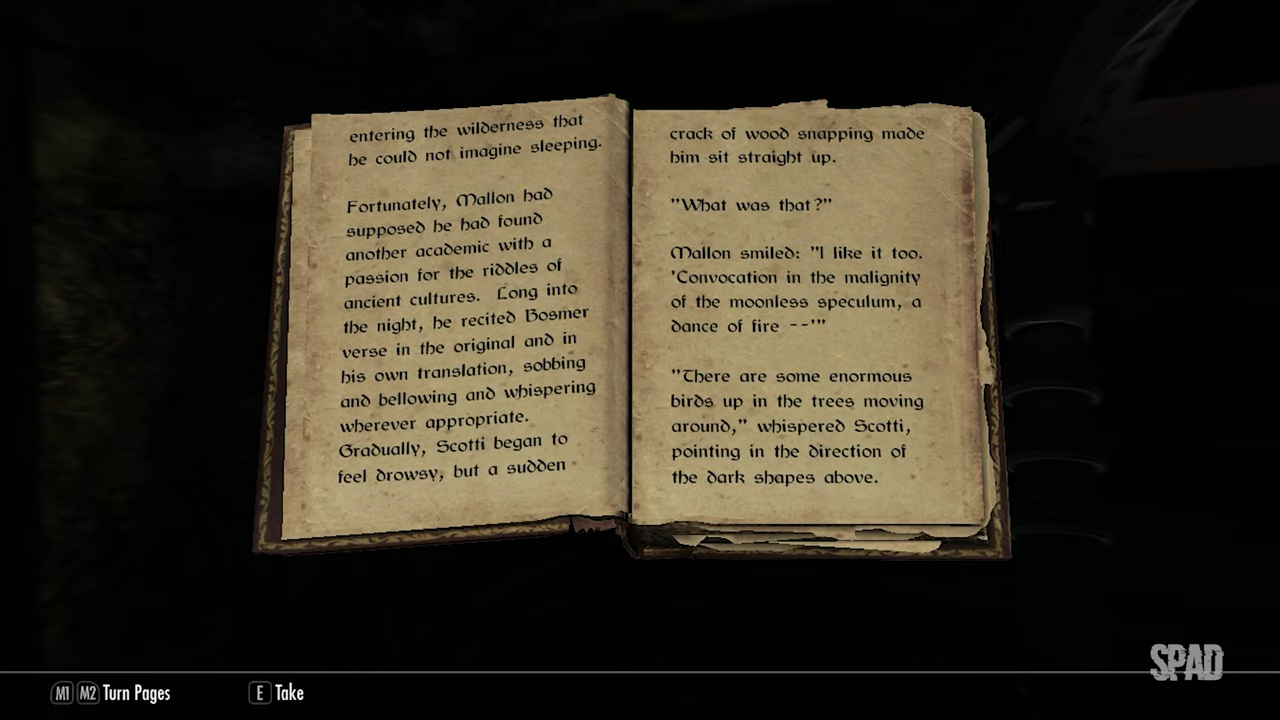 entering the wilderness that
he could not imagine sleeping.
Fortunately, Mallon had
supposed he had found
another academic with a
passion for the riddles of
ancient cultures. Long into
the night, he recited Bosmer
verse in the original and in
his own translation, sobbing
and bellowing and whispering
wherever appropriate.
Gradually, Scotti began to
feel drowsy, but a sudden
crack of wood snapping made
him sit straight up.
"What was that?"
Mallon smiled: "I like it too.
'Convocation in the malignity
of the moonless speculum, a
dance of fire --'"
"There are some enormous
birds up in the trees moving
around," whispered Scotti,
pointing in the direction of
the dark shapes above.
SPAD
M1 M2 Turn Pages E Take